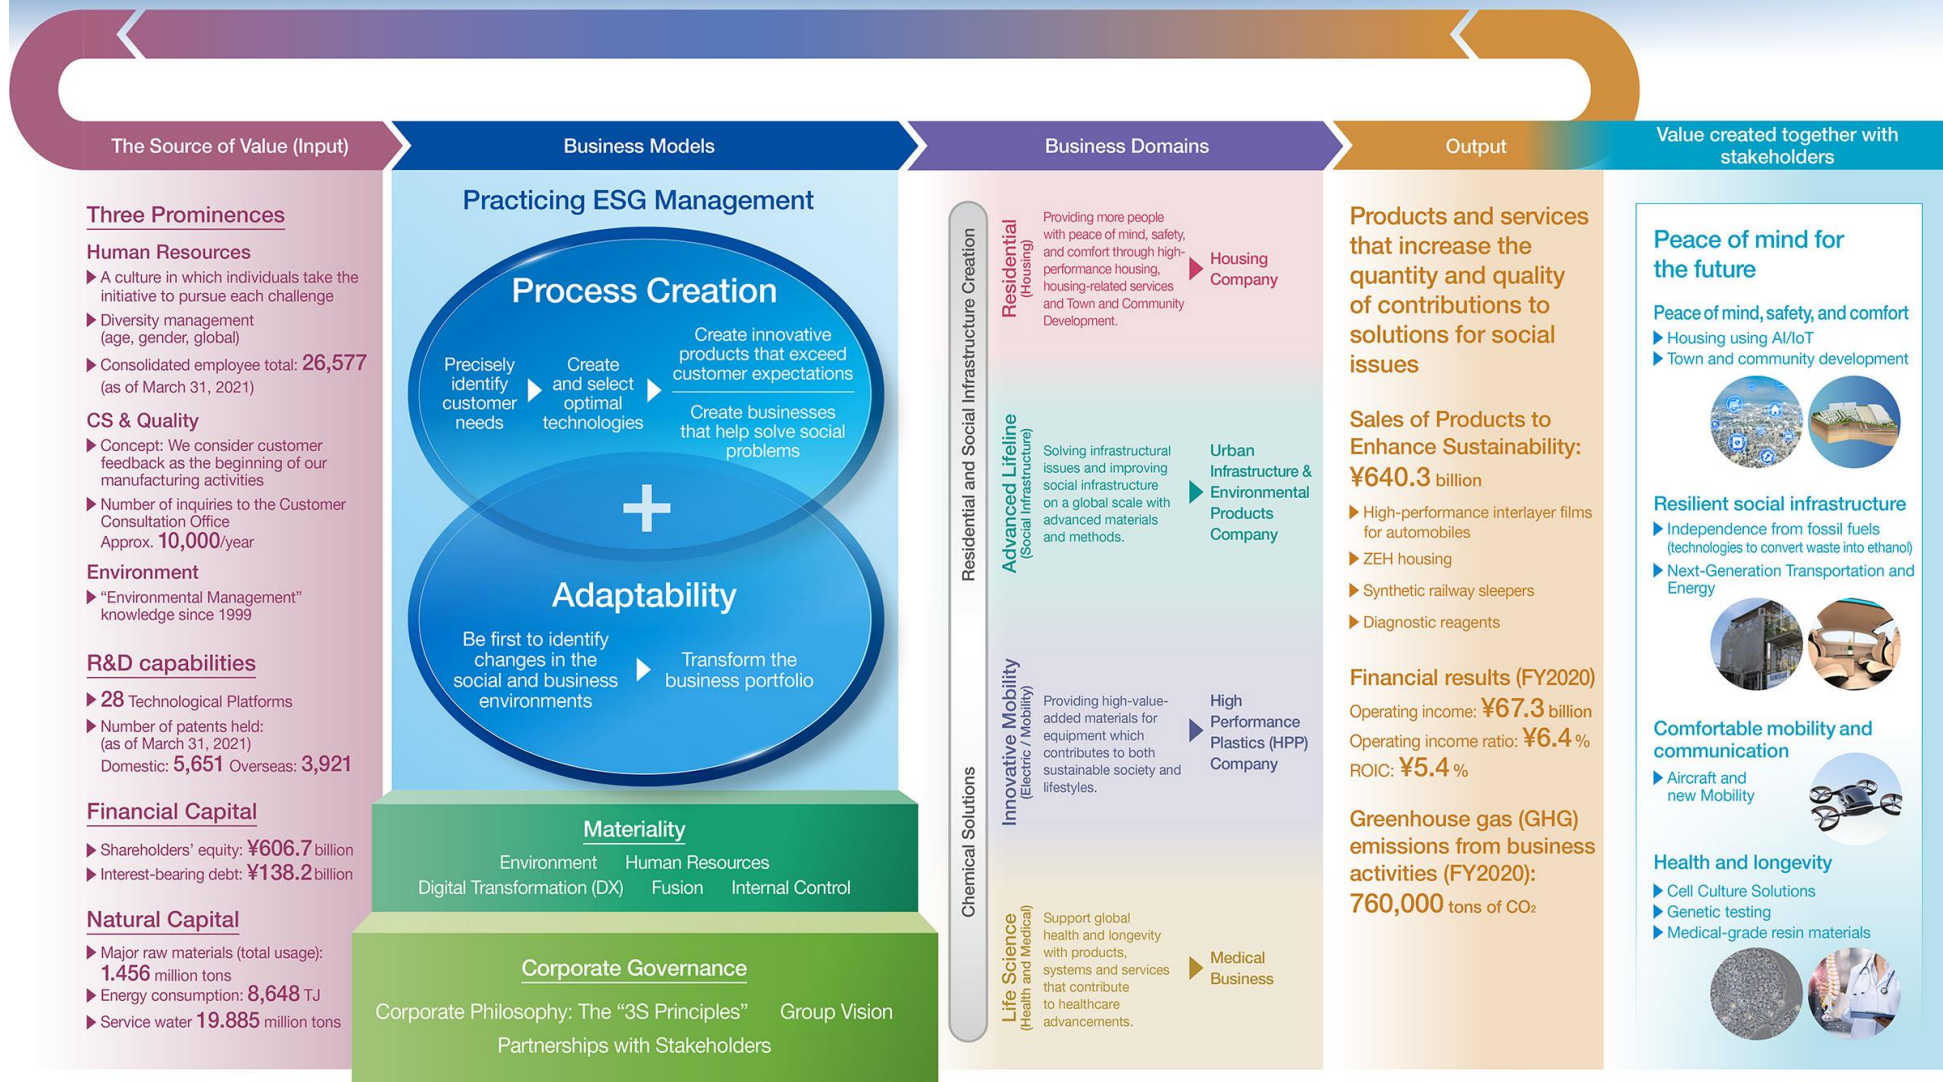 The Source of Value (Input)
Business Models
Business Domains
Output
Value created together with
stakeholders
Three Prominences
Human Resources
A culture in which individuals take the
initiative to pursue each challenge
Diversity management
(age, gender, global)
Consolidated employee total: 26,577
(as of March 31, 2021)
CS & Quality
Concept: We consider customer
feedback as the beginning of our
manufacturing activities
Number of inquiries to the Customer
Consultation Office
Approx. 10,000/year
Environment
“Environmental Management”
knowledge since 1999
R&D capabilities
28 Technological Platforms
Number of patents held:
(as of March 31, 2021)
Domestic: 5,651 Overseas: 3,921
Financial Capital
Shareholders’ equity: ¥606.7 billion
Interest-bearing debt: ¥138.2 billion
Natural Capital
Major raw materials (total usage):
1.456 million tons
Energy consumption: 8,648 TJ
Service water 19.885 million tons
Practicing ESG Management
Process Creation
Precisely
identify
customer
needs
Create
and select
optimal
technologies
Create innovative
products that exceed
customer expectations
Create businesses
that help solve social
problems
+
Adaptability
Be first to identify
changes in the
social and business
environments
Transform the
business portfolio
Materiality
Environment Human Resources
Digital Transformation (DX) Fusion Internal Control
Corporate Governance
Corporate Philosophy: The “3S Principles” Group Vision
Partnerships with Stakeholders
Residential and Social Infrastructure Creation
Chemical Solutions
Residential
(Housing)
Providing more people
with peace of mind, safety,
and comfort through high-
performance housing,
housing-related services
and Town and Community
Development.
Housing
Company
Advanced Lifeline
(Social Infrastructure)
Solving infrastructural
issues and improving
social infrastructure
on a global scale with
advanced materials
and methods.
Urban
Infrastructure &
Environmental
Products
Company
Innovative Mobility
(Electric / Mobility)
Providing high-value-
added materials for
equipment which
contributes to both
sustainable society and
lifestyles.
High
Performance
Plastics (HPP)
Company
Life Science
(Health and Medical)
Support global
health and longevity
with products,
systems and services
that contribute
to healthcare
advancements.
Medical
Business
Products and services
that increase the
quantity and quality
of contributions to
solutions for social
issues
Sales of Products to
Enhance Sustainability:
¥640.3 billion
High-performance interlayer films
for automobiles
ZEH housing
Synthetic railway sleepers
Diagnostic reagents
Financial results (FY2020)
Operating income: ¥67.3 billion
Operating income ratio: ¥6.4 %
ROIC: ¥5.4 %
Greenhouse gas (GHG)
emissions from business
activities (FY2020):
760,000 tons of CO2
Peace of mind for
the future
Peace of mind, safety, and comfort
Housing using AI/IoT
Town and community development
Resilient social infrastructure
Independence from fossil fuels
(technologies to convert waste into ethanol)
Next-Generation Transportation and
Energy
Comfortable mobility and
communication
Aircraft and
new Mobility
Health and longevity
Cell Culture Solutions
Genetic testing
Medical-grade resin materials